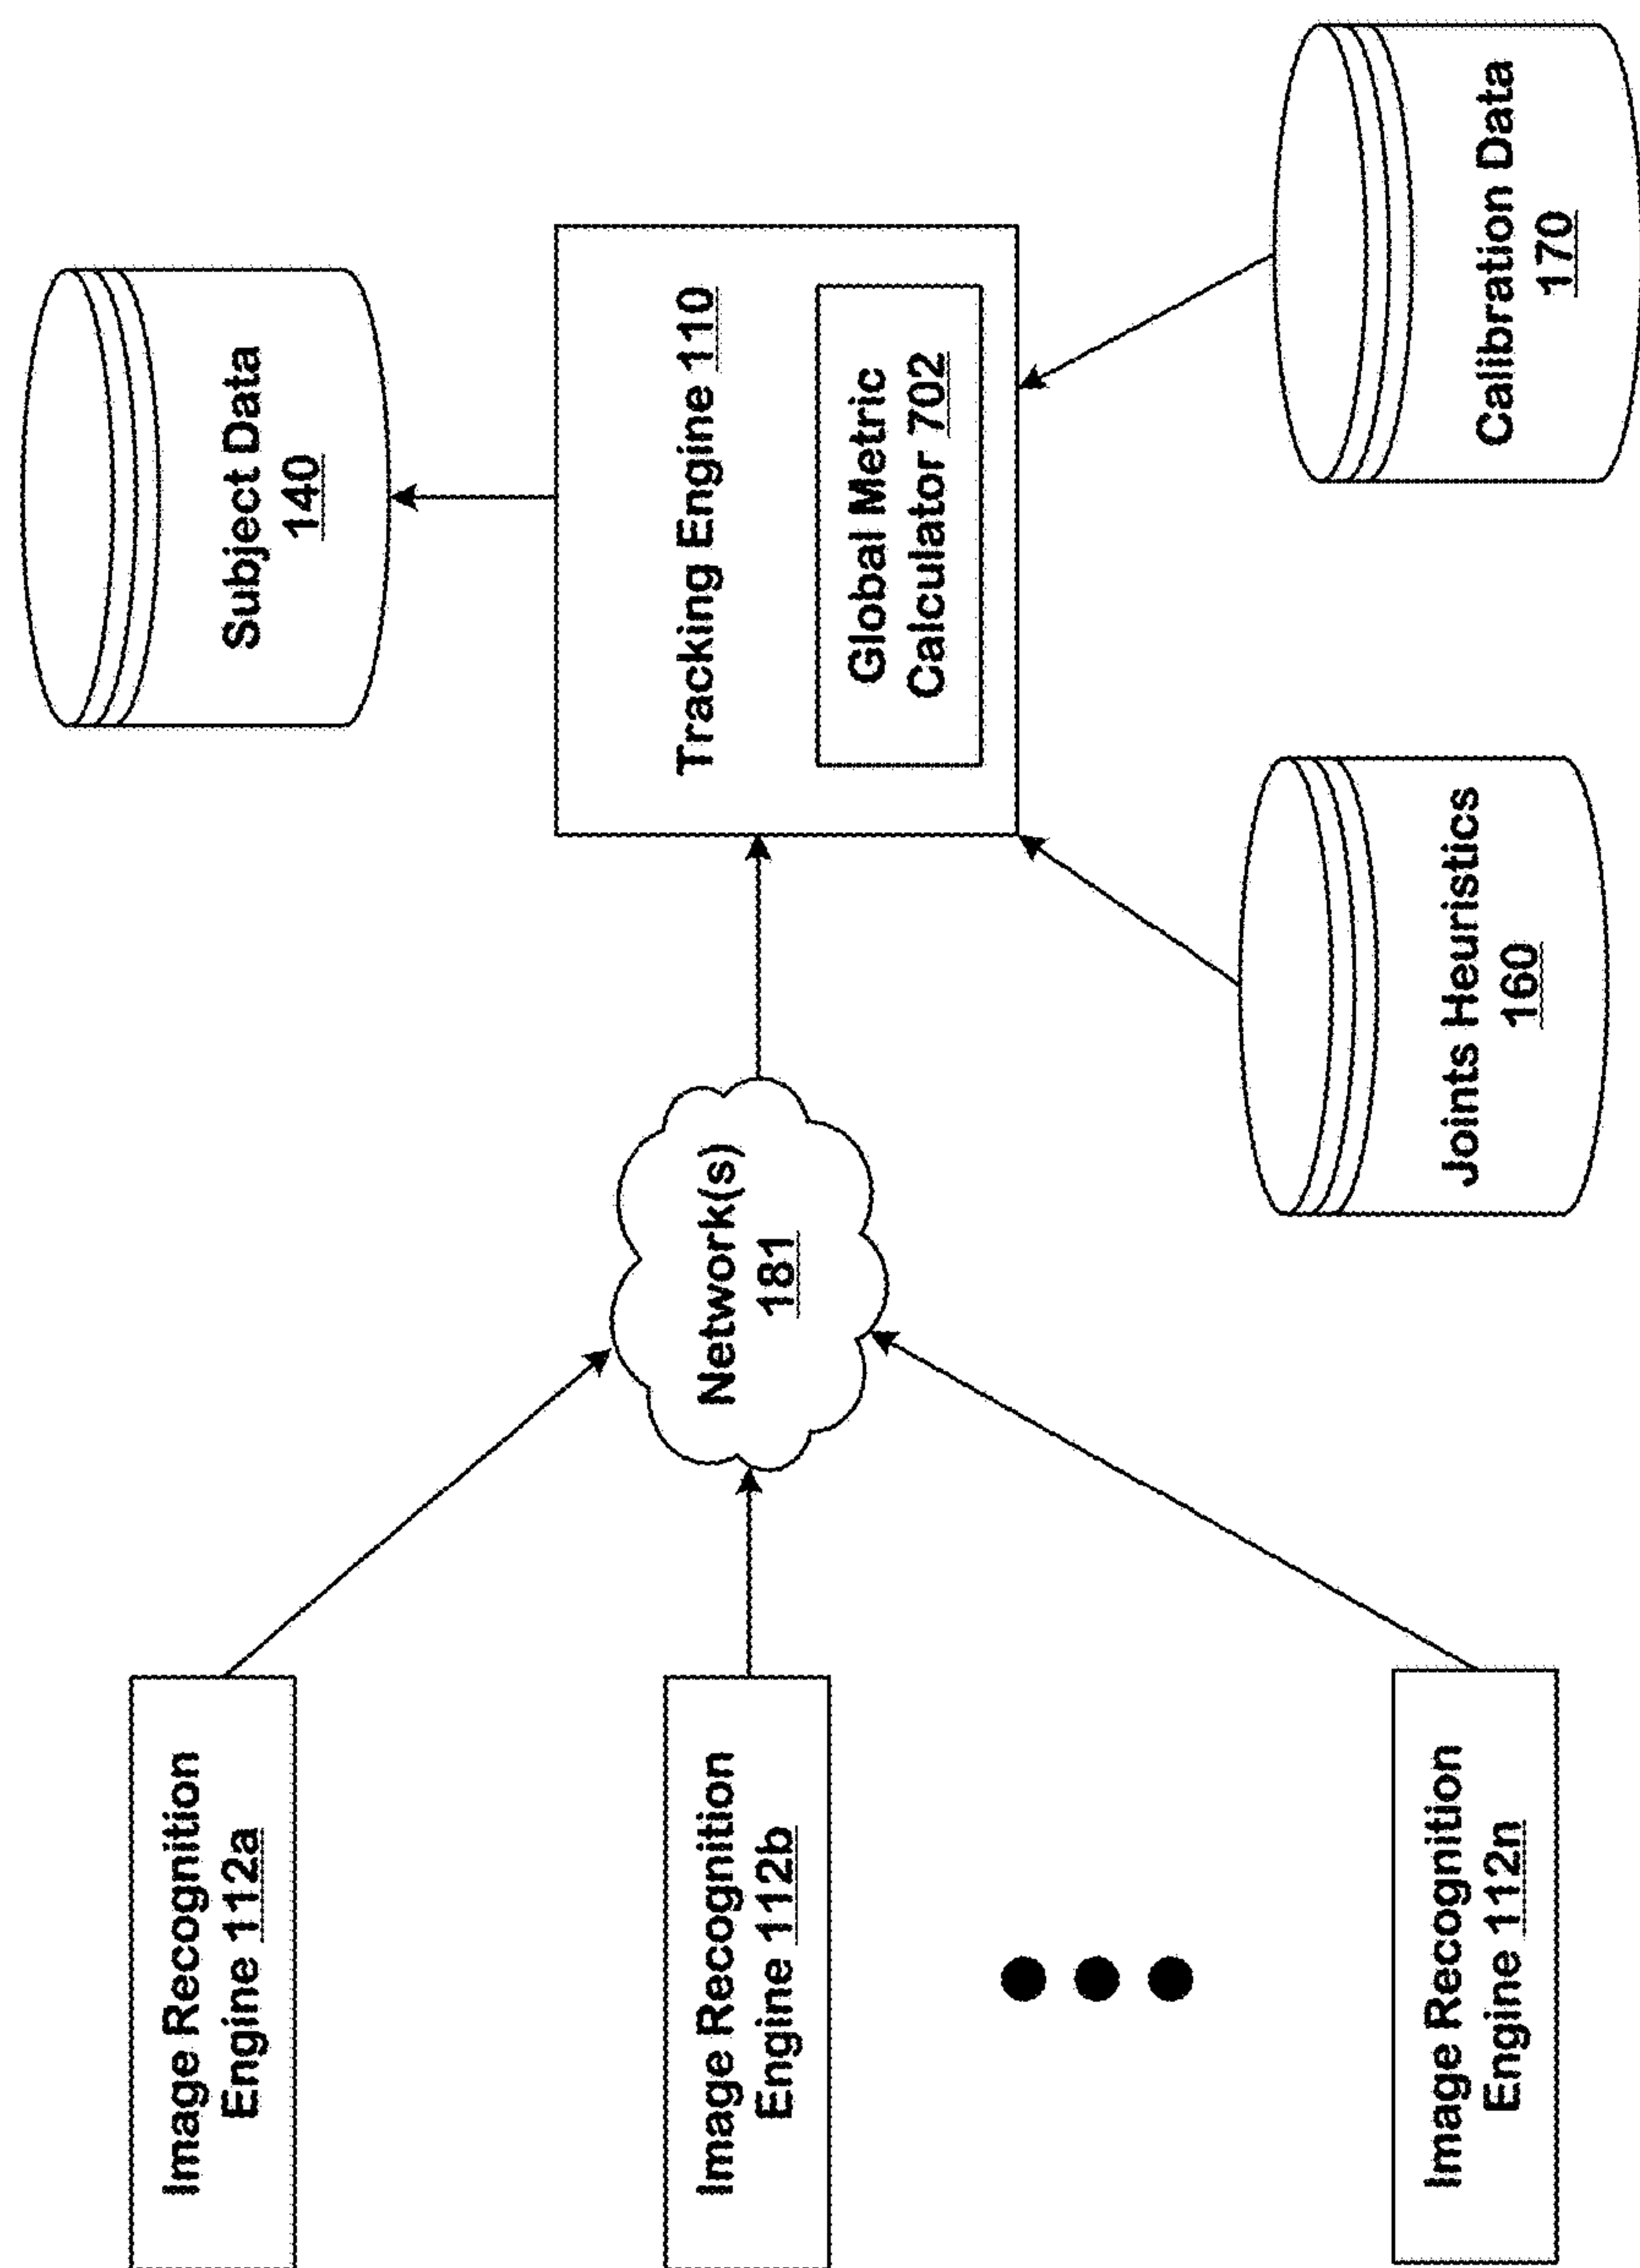 Image Recognition
Engine 112a
Image Recognition
Engine 112b
Image Recognition
Engine 112n
Network(s)
181
Subject Data
140
Tracking Engine 110
Global Metric
Calculator 702
Joints Heuristics
160
Calibration Data
170